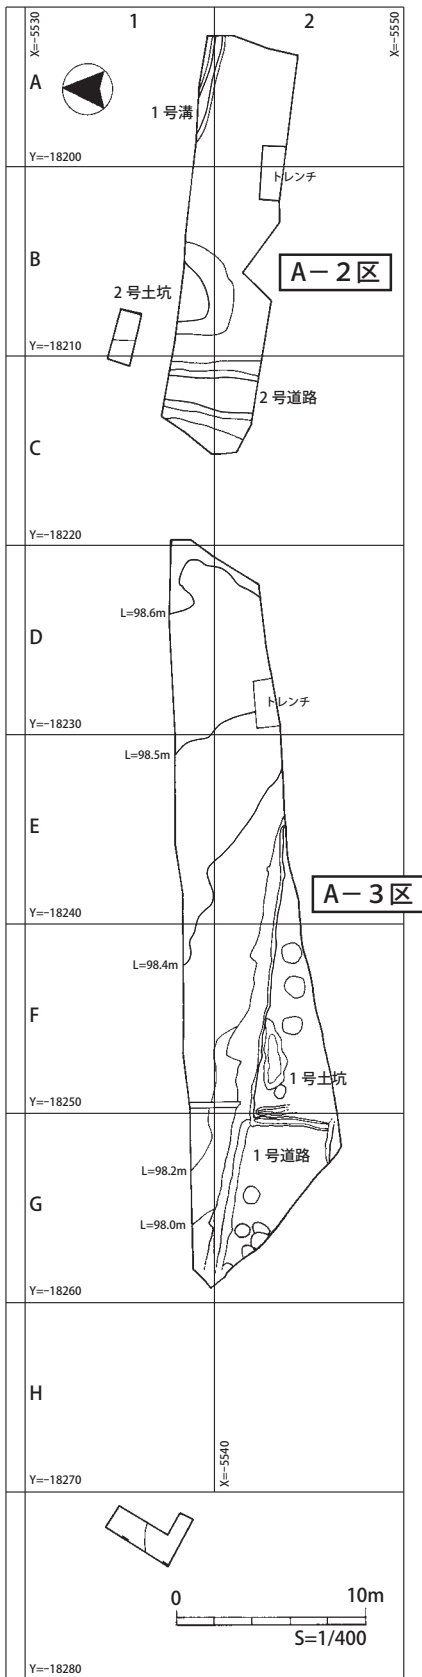 X=-5530
1
2
X=-5550
A
1号溝
Y=-18200
トレンチ
B
A－2区
2号土坑
Y=-18210
2号道路
C
Y=-18220
L=98.6m
D
トレンチ
Y=-18230
L=98.5m
E
A－3区
Y=-18240
L=98.4m
F
1号土坑
Y=-18250
1号道路
L=98.2m
G
L=98.0m
Y=-18260
H
X=-5540
Y=-18270
0 10m
S=1/400
Y=-18280